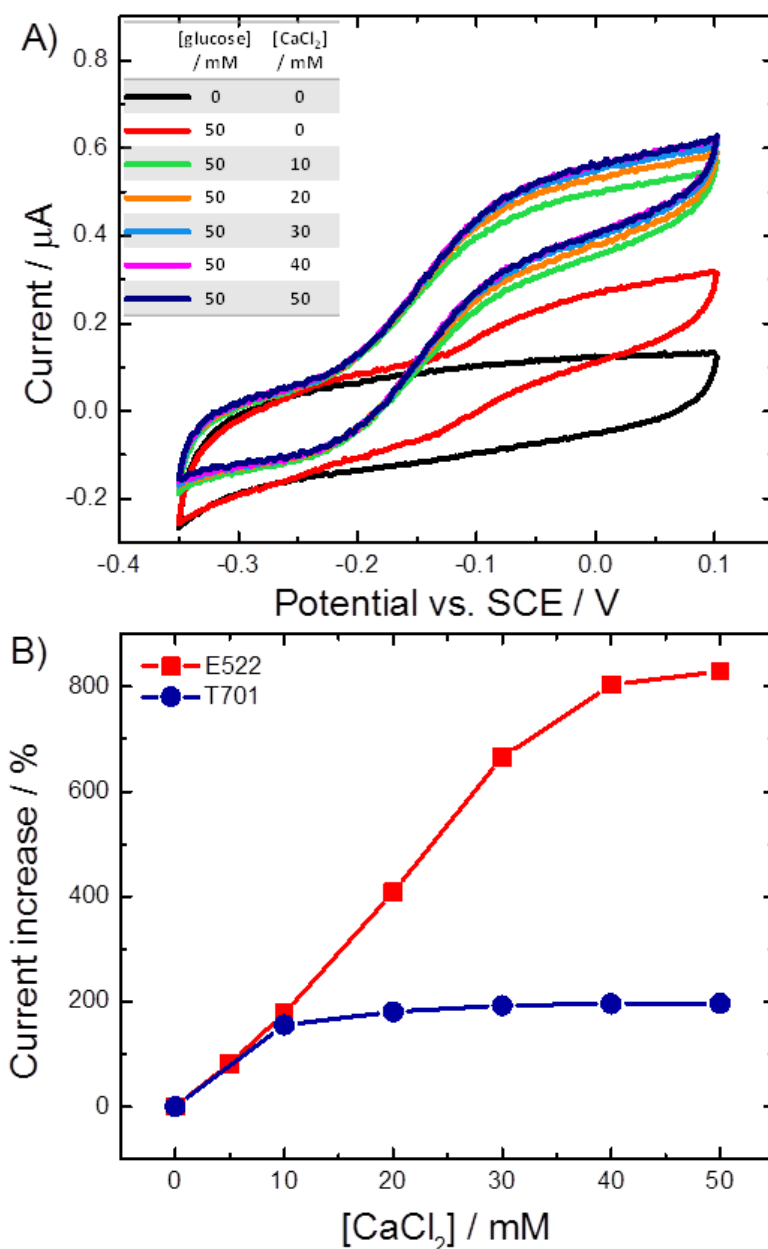 A)
[glucose] [CaCl₂]
/ mM / mM
0 0
50 0
50 10
50 20
50 30
50 40
50 50
0.8
0.6
0.4
0.2
0.0
-0.2
Current / µA
-0.4 -0.3 -0.2 -0.1 0.0 0.1
Potential vs. SCE / V
B)
E522
T701
800
600
400
200
0
Current increase / %
0 10 20 30 40 50
[CaCl₂] / mM